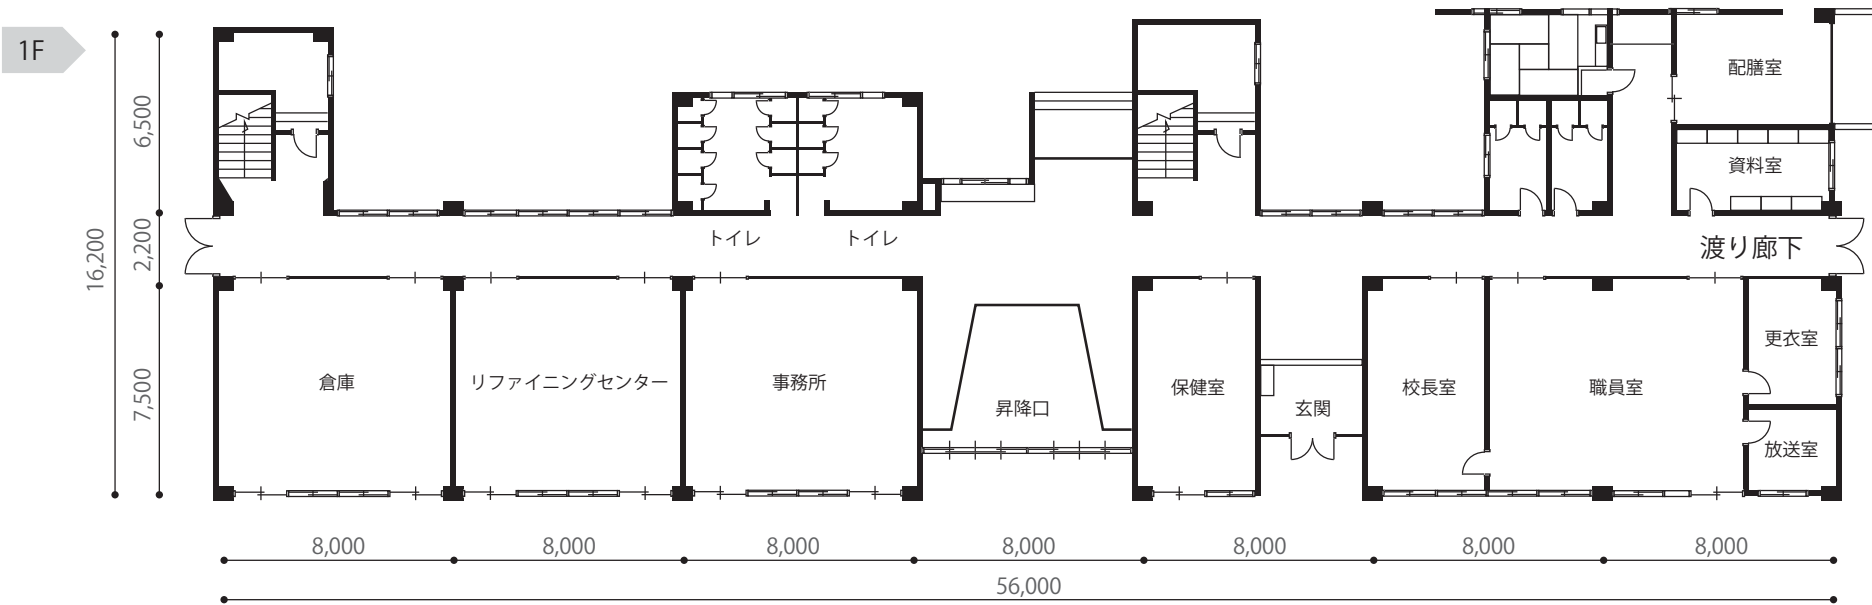 1F
配膳室
6,500
資料室
2,200
16,200
トイレ
トイレ
渡り廊下
更衣室
倉庫
リファイニングセンター
事務所
保健室
校長室
職員室
7,500
昇降口
玄関
放送室
8,000
8,000
8,000
8,000
8,000
8,000
8,000
56,000